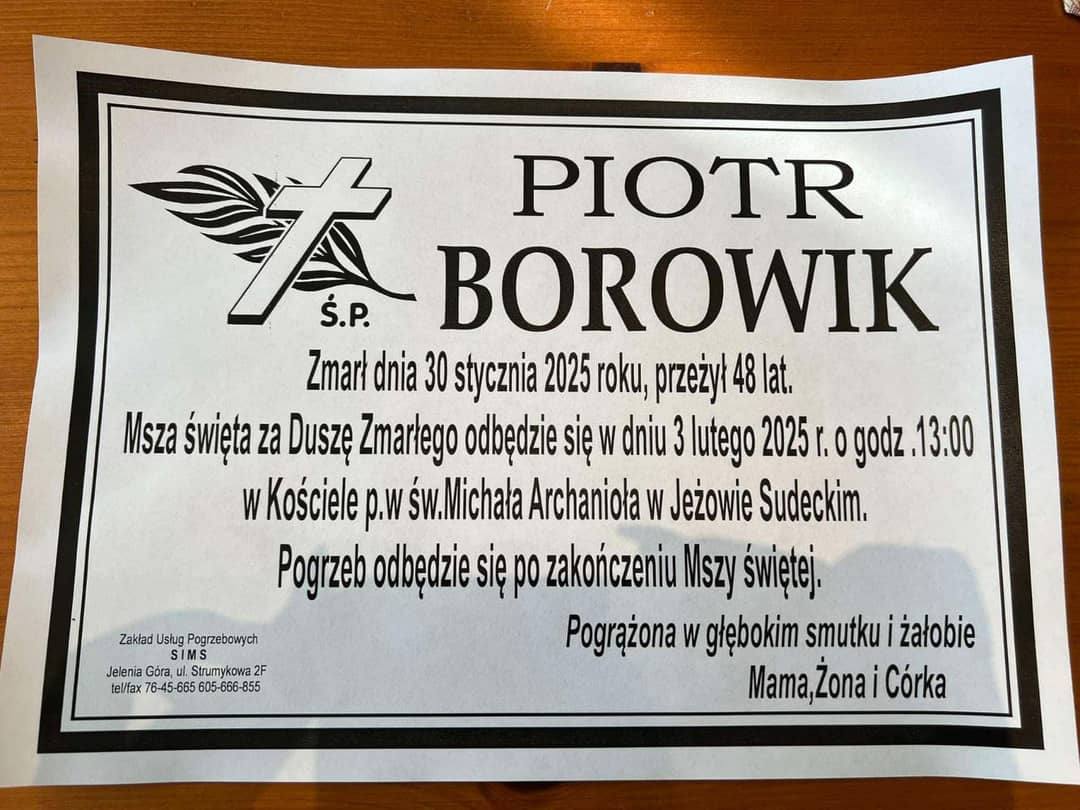 PIOTR
BOROWIK
Ś.P.
Zmarł dnia 30 stycznia 2025 roku, przeżył 48 lat.
Msza święta za Duszę Zmarłego odbędzie się w dniu 3 lutego 2025 r. o godz .13:00
w Kościele p.w św.Michała Archanioła w Jeżowie Sudeckim.
Pogrzeb odbędzie się po zakończeniu Mszy świętej.
Pogrążona w głębokim smutku i żałobie
Mama,Żona i Córka
Zakład Usług Pogrzebowych
S I M S
Jelenia Góra, ul. Strumykowa 2F
tel/fax 76-45-665 605-666-855